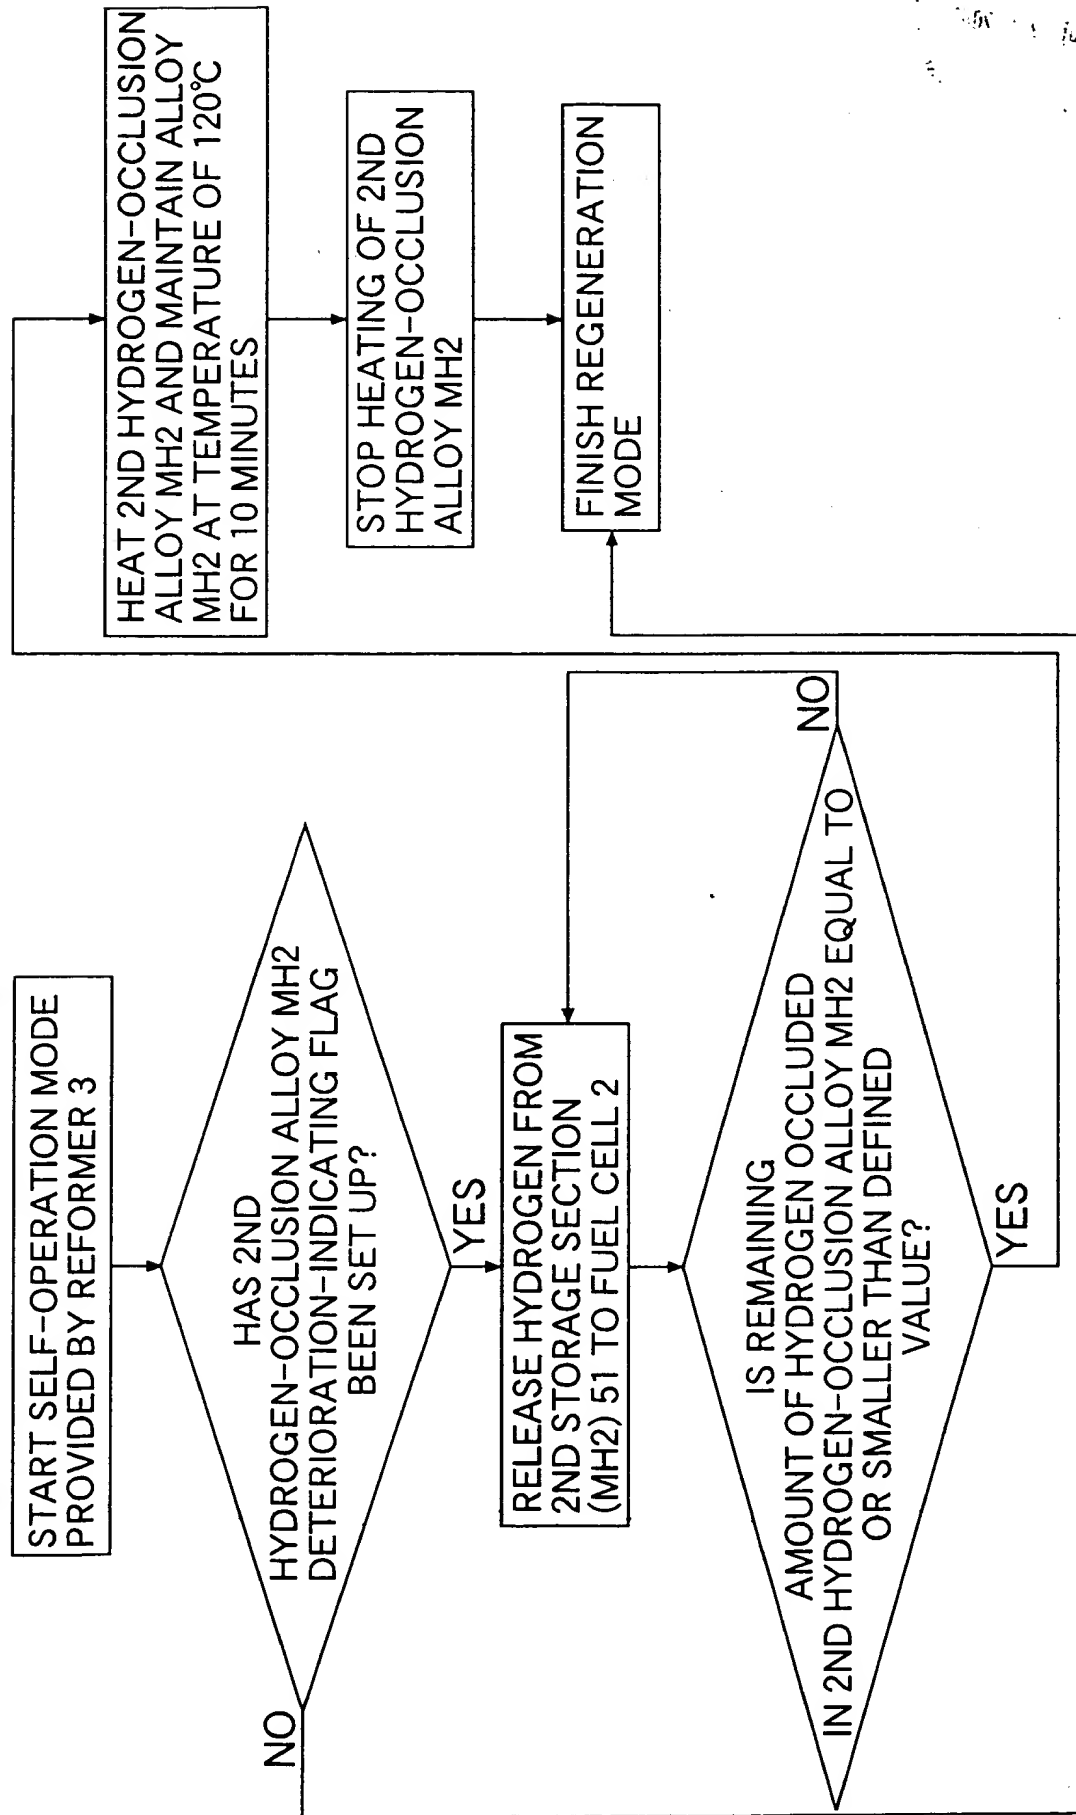 START SELF-OPERATION MODE
PROVIDED BY REFORMER 3
HAS 2ND
HYDROGEN-OCCLUSION ALLOY MH2
DETERIORATION-INDICATING FLAG
BEEN SET UP?
NO
YES
RELEASE HYDROGEN FROM
2ND STORAGE SECTION
(MH2) 51 TO FUEL CELL 2
IS REMAINING
AMOUNT OF HYDROGEN OCCLUDED
IN 2ND HYDROGEN-OCCLUSION ALLOY MH2 EQUAL TO
OR SMALLER THAN DEFINED
VALUE?
NO
YES
HEAT 2ND HYDROGEN-OCCLUSION
ALLOY MH2 AND MAINTAIN ALLOY
MH2 AT TEMPERATURE OF 120°C
FOR 10 MINUTES
STOP HEATING OF 2ND
HYDROGEN-OCCLUSION
ALLOY MH2
FINISH REGENERATION
MODE